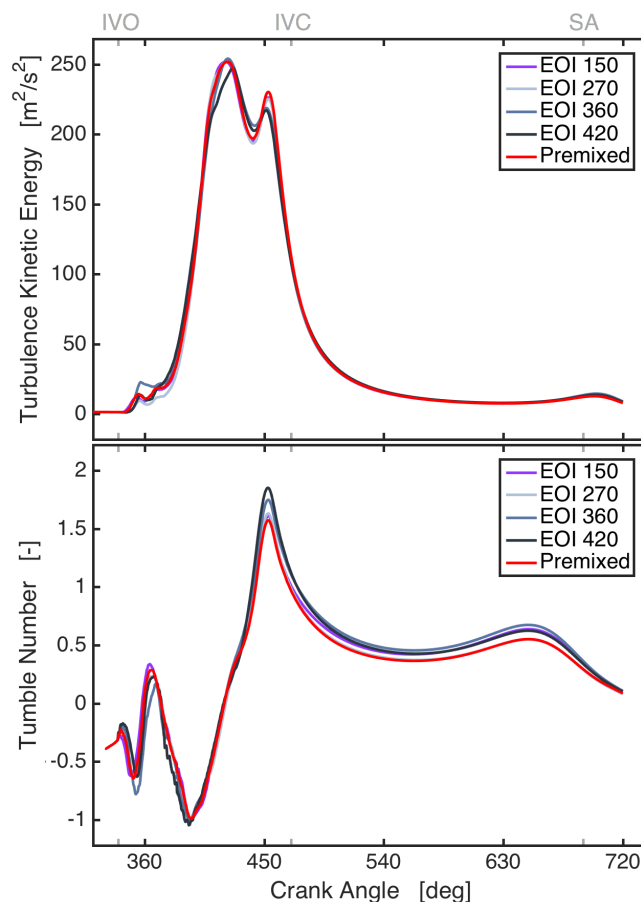 IVO IVC SA
Turbulence Kinetic Energy [m²/s²]
250
200
150
100
50
0
EOI 150
EOI 270
EOI 360
EOI 420
Premixed
Tumble Number [-]
2
1.5
1
0.5
0
-0.5
-1
EOI 150
EOI 270
EOI 360
EOI 420
Premixed
360 450 540 630 720
Crank Angle [deg]